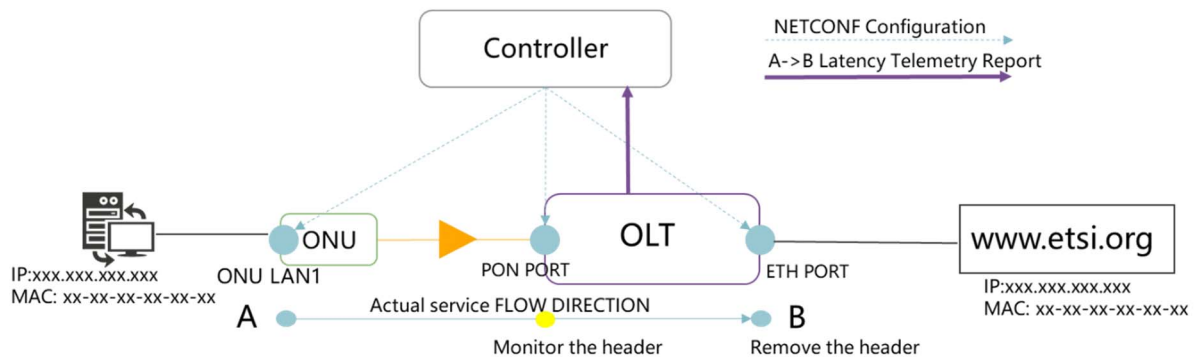 Controller
NETCONF Configuration
A->B Latency Telemetry Report
ONU
OLT
www.etsi.org
IP:xxx.xxx.xxx.xxx
MAC: xx-xx-xx-xx-xx-xx
ONU LAN1
PON PORT
ETH PORT
IP:xxx.xxx.xxx.xxx
MAC: xx-xx-xx-xx-xx-xx
A
Actual service FLOW DIRECTION
B
Monitor the header
Remove the header